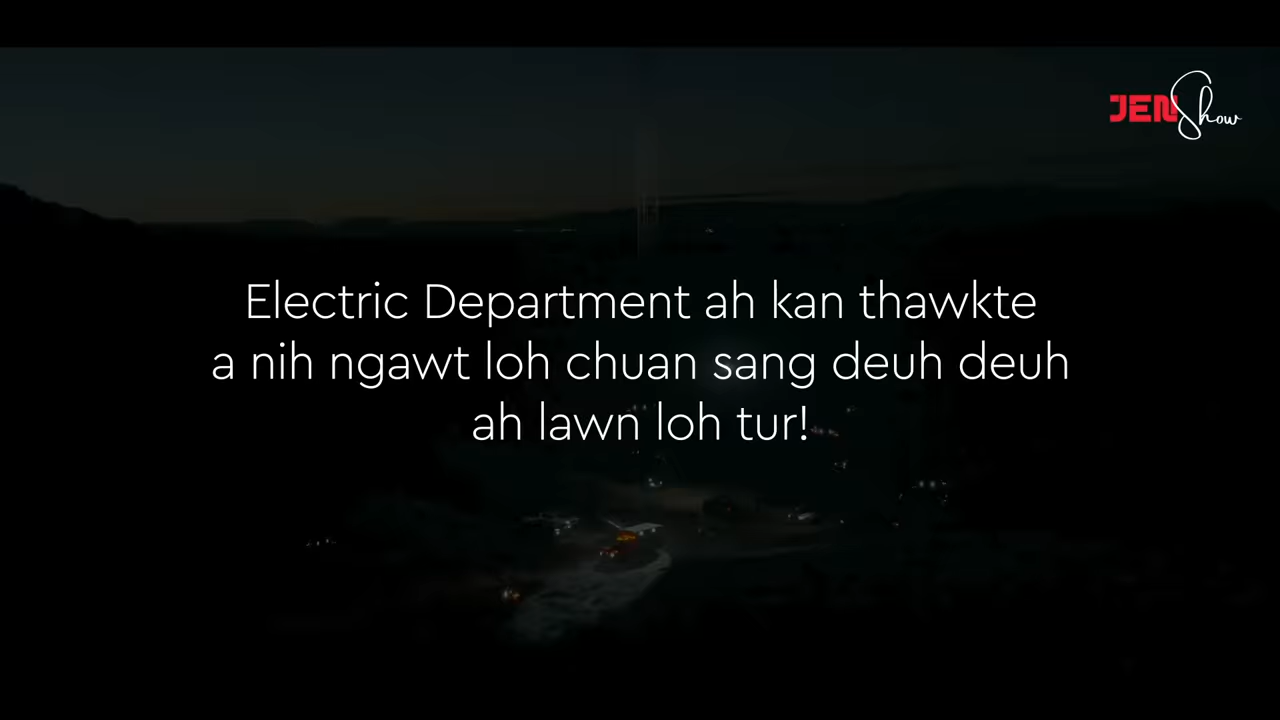 JEN Show
Electric Department ah kan thawkte
a nih ngawt loh chuan sang deuh deuh
ah lawn loh tur!